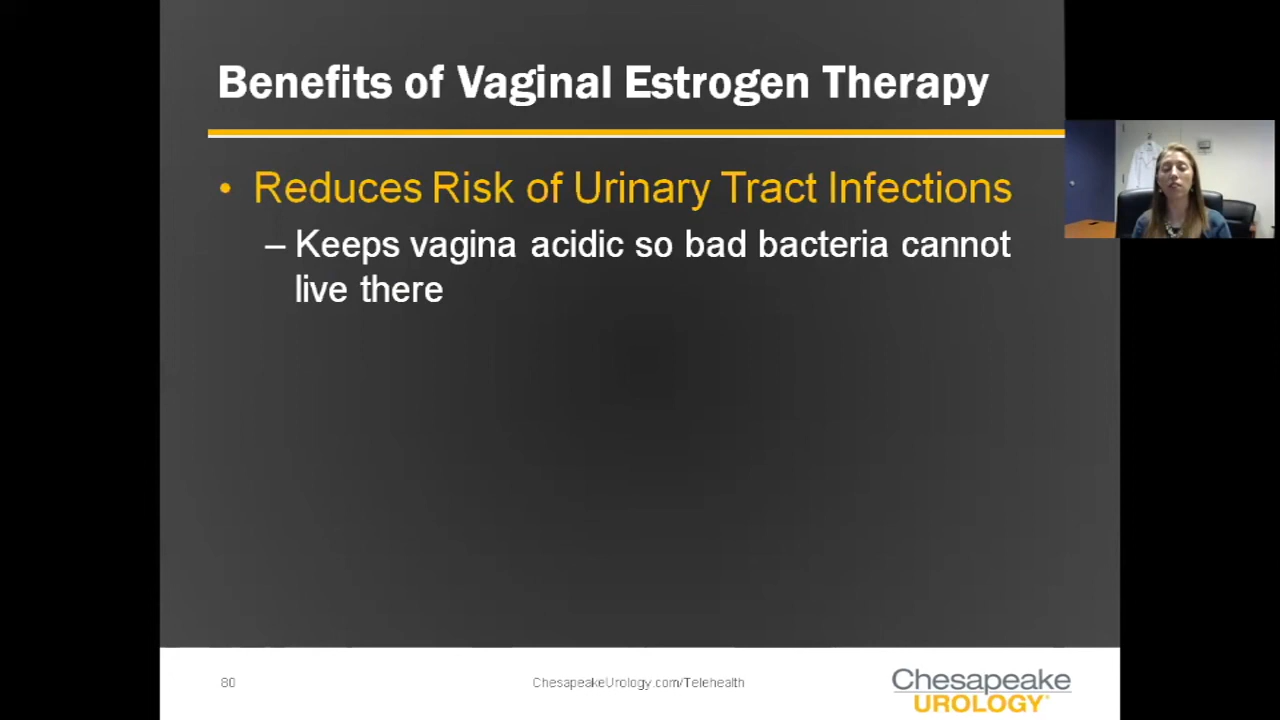 Benefits of Vaginal Estrogen Therapy
• Reduces Risk of Urinary Tract Infections
– Keeps vagina acidic so bad bacteria cannot
live there
80
ChesapeakeUrology.com/Telehealth
Chesapeake
UROLOGY®